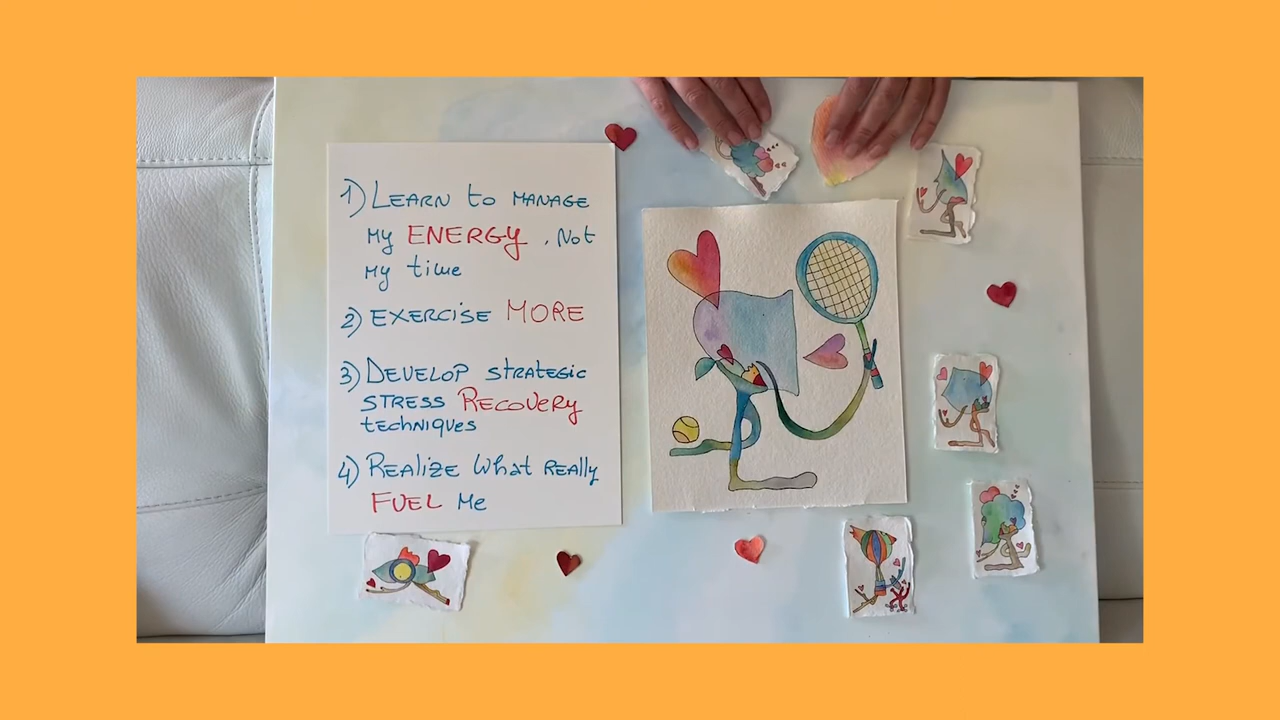 1) LEARN to MANAGE
My ENERGY, Not
My time
2) EXERCISE MORE
3) DEVELOP strategic
STRESS RECOVERY
techniques
4) REALIZE What REALLY
FUEL Me